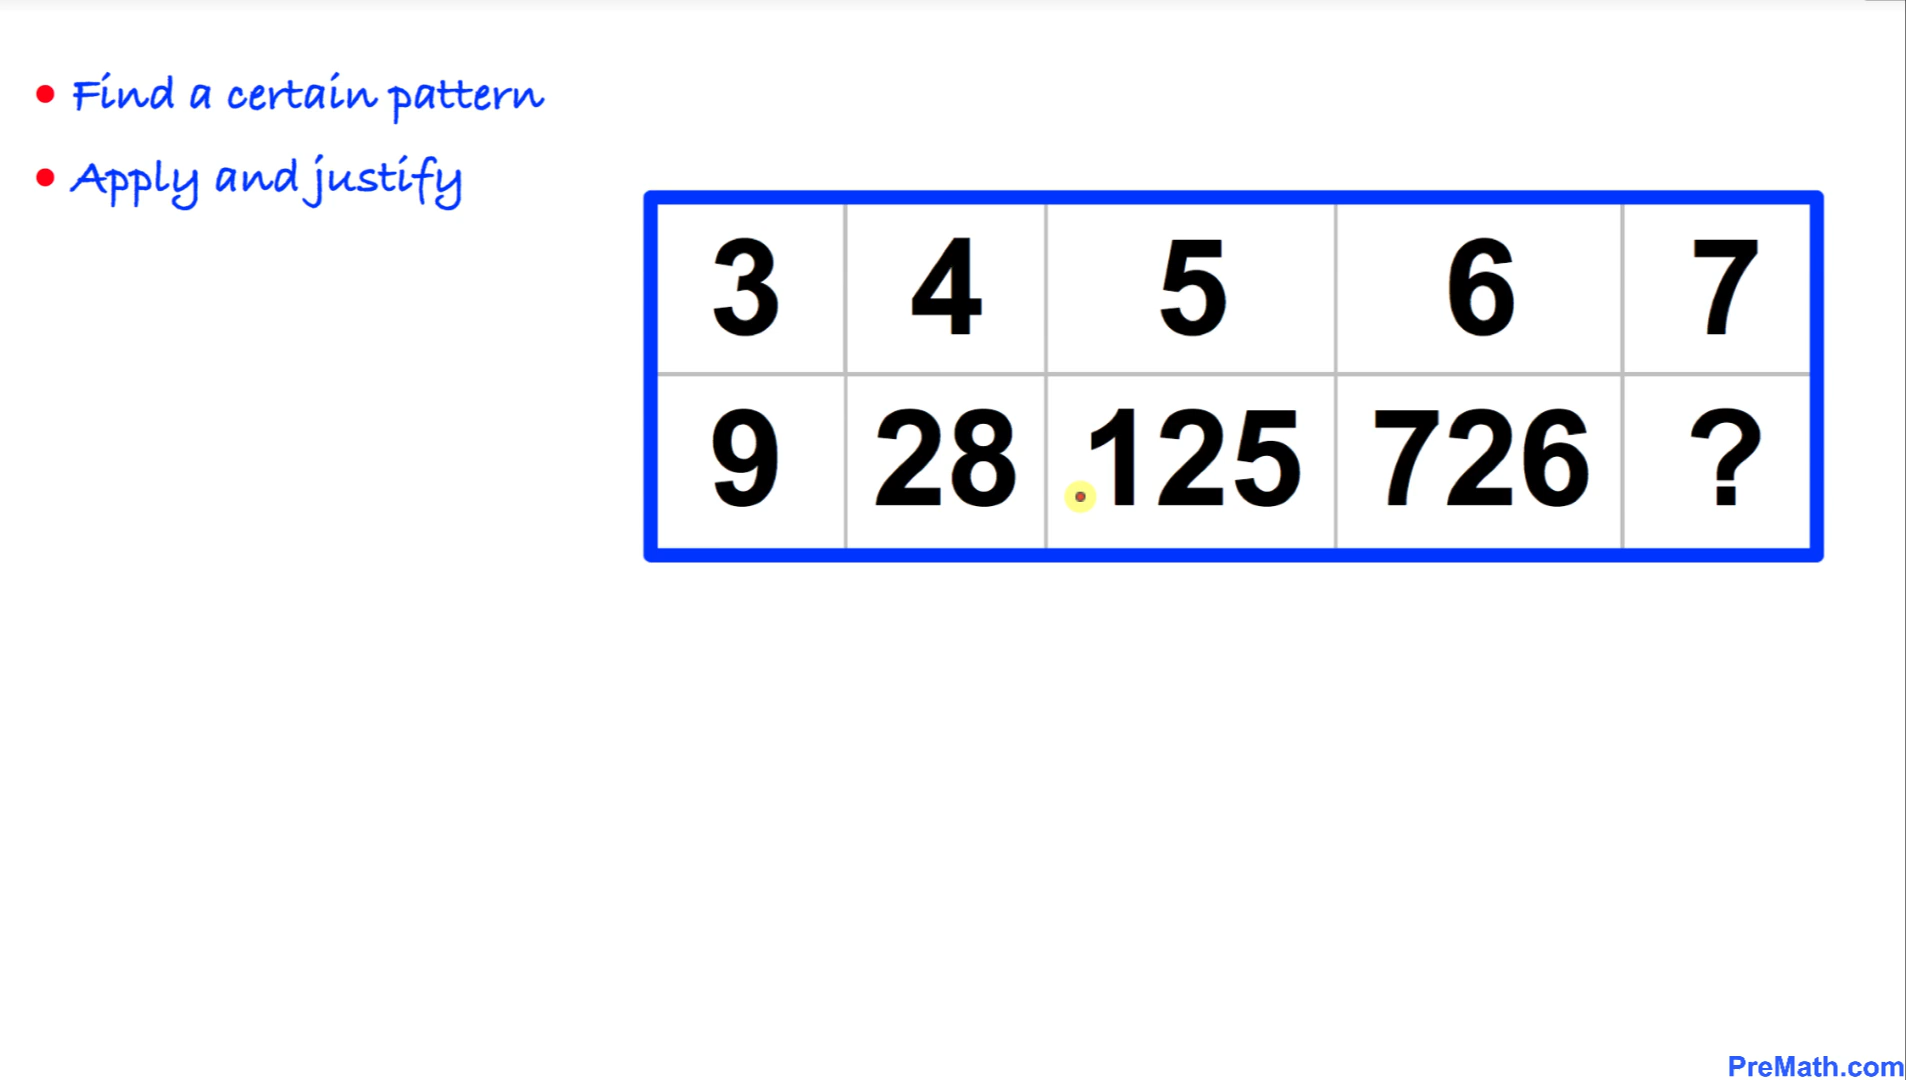 • Find a certain pattern
• Apply and justify
3 4 5 6 7
9 28 125 726 ?
PreMath.com